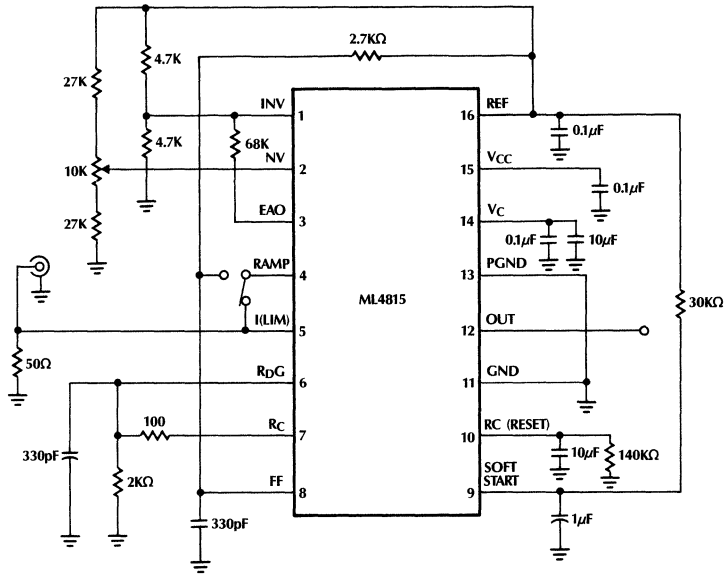 2.7KΩ
4.7K
27K
INV
1
16
REF
0.1µF
4.7K
68K
NV
2
15
VCC
10K
0.1µF
27K
EAO
3
14
VC
0.1µF
10µF
RAMP
4
13
PGND
ML4815
30KΩ
I(LIM)
5
12
OUT
50Ω
RDG
6
11
GND
100
RC
7
10
RC (RESET)
330pF
10µF
140KΩ
2KΩ
FF
8
9
SOFT
START
330pF
1µF